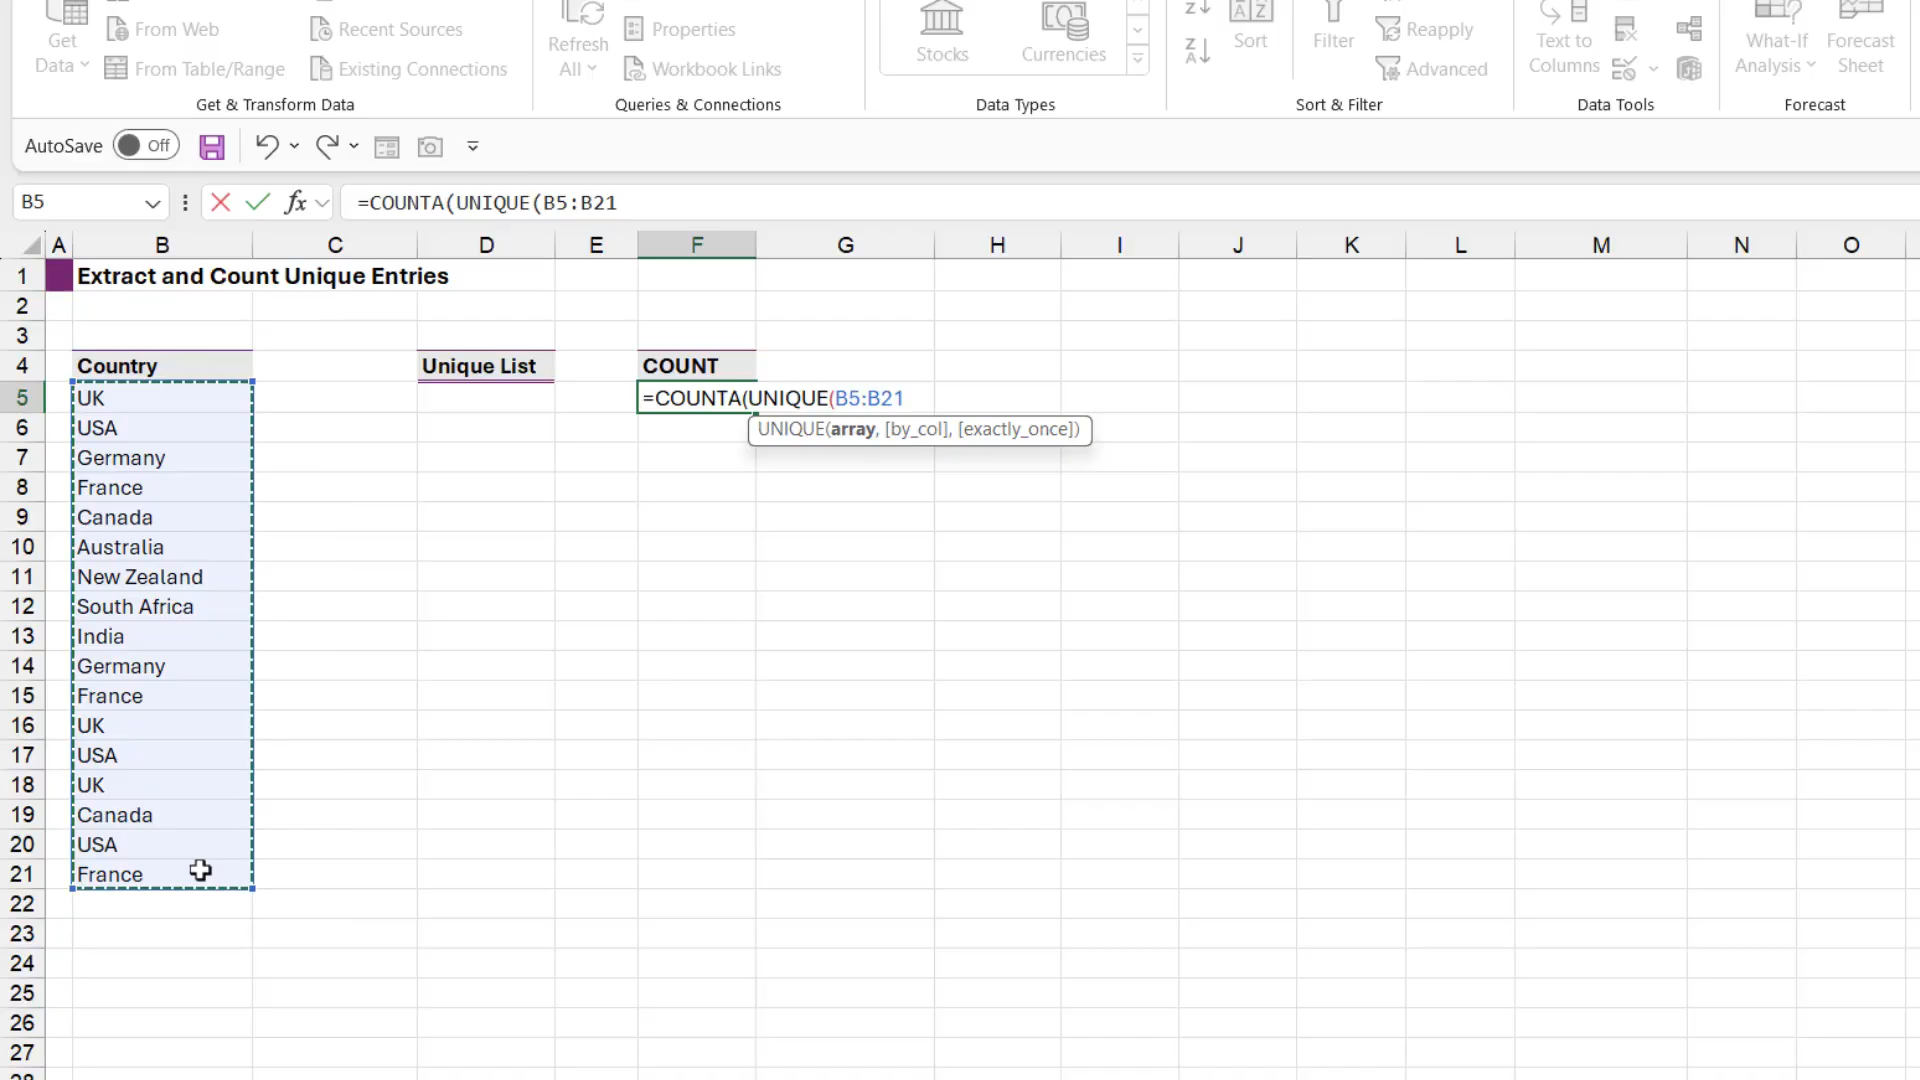 Get Data
From Web
From Table/Range
Recent Sources
Existing Connections
Get & Transform Data
Refresh All
Properties
Workbook Links
Queries & Connections
Stocks
Currencies
Data Types
Z
Z A
A Z
Sort
Filter
Reapply
Advanced
Sort & Filter
Text to Columns
Data Tools
What-If Analysis
Forecast Sheet
Forecast
AutoSave Off
B5 fx =COUNTA(UNIQUE(B5:B21
A B C D E F G H I J K L M N O
1 Extract and Count Unique Entries
2
3
4 Country Unique List COUNT
5 UK =COUNTA(UNIQUE(B5:B21
UNIQUE(array, [by_col], [exactly_once])
6 USA
7 Germany
8 France
9 Canada
10 Australia
11 New Zealand
12 South Africa
13 India
14 Germany
15 France
16 UK
17 USA
18 UK
19 Canada
20 USA
21 France
22
23
24
25
26
27